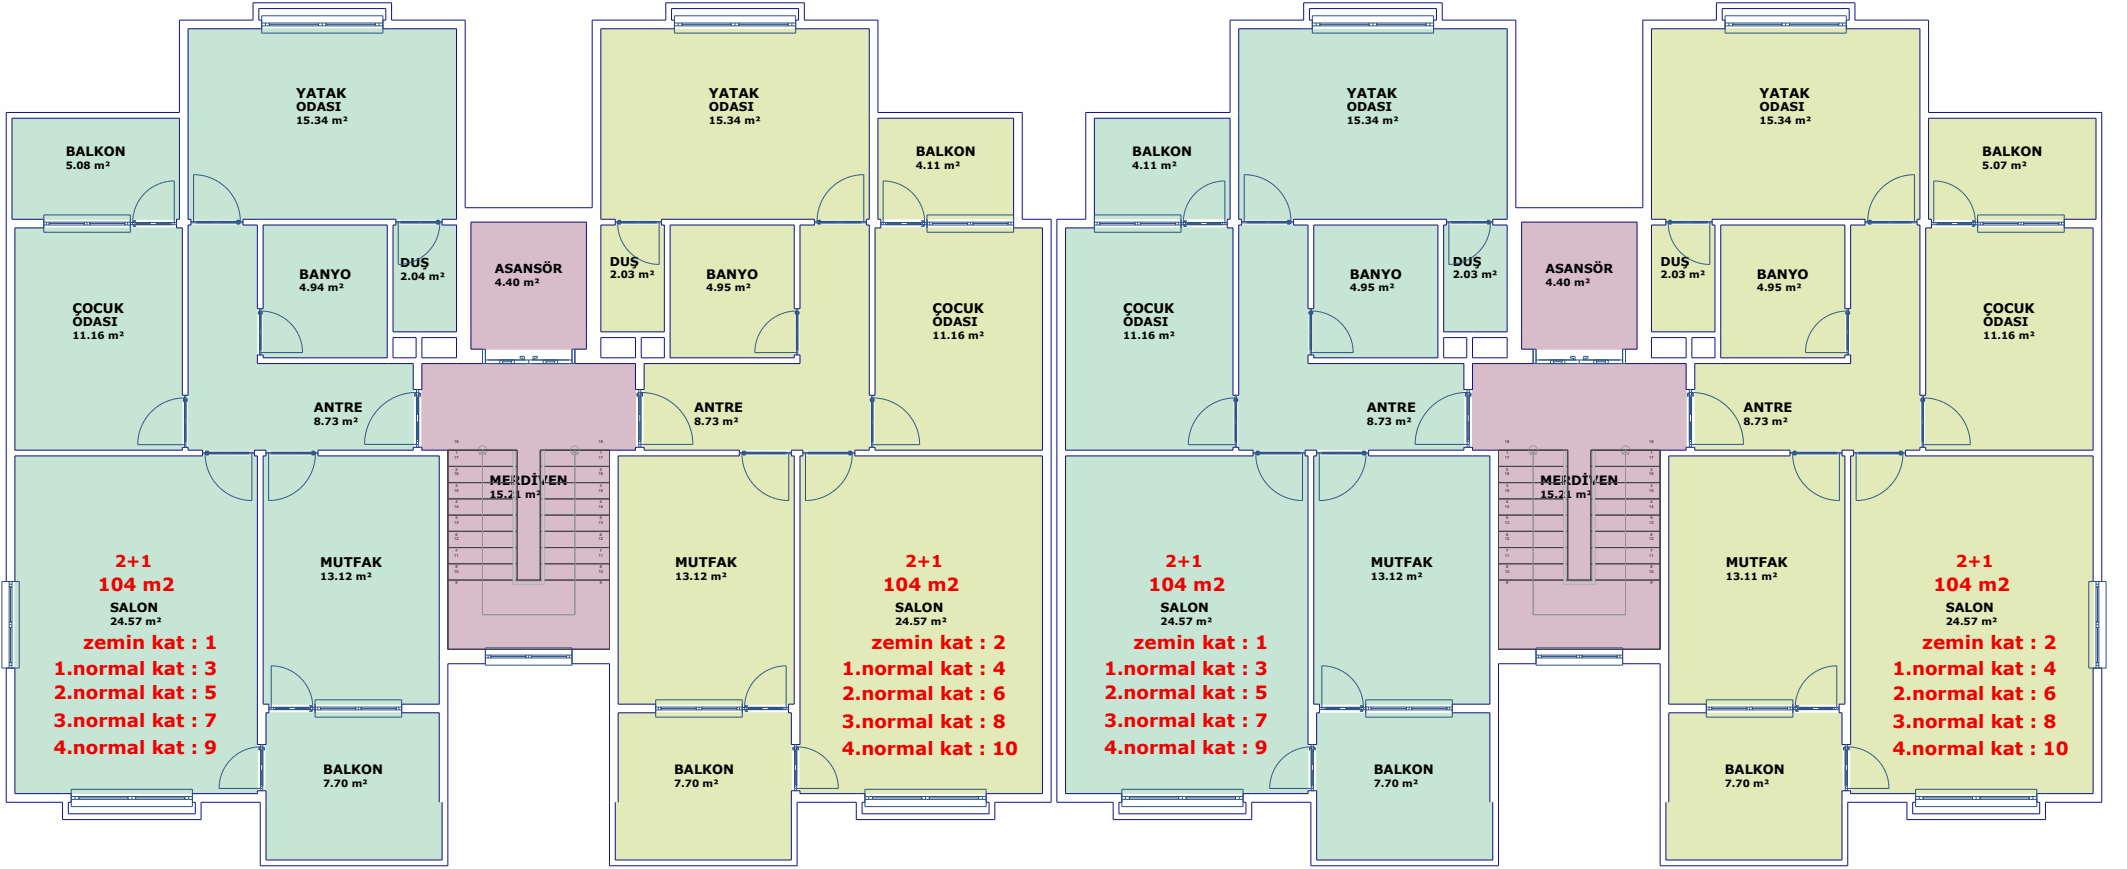 YATAK
ODASI
15.34 m²
BALKON
5.08 m²
BANYO
4.94 m²
DUŞ
2.04 m²
ÇOCUK
ODASI
11.16 m²
ANTRE
8.73 m²
2+1
104 m2
SALON
24.57 m²
zemin kat : 1
1.normal kat : 3
2.normal kat : 5
3.normal kat : 7
4.normal kat : 9
MUTFAK
13.12 m²
BALKON
7.70 m²
ASANSÖR
4.40 m²
MERDİVEN
15.21 m²
YATAK
ODASI
15.34 m²
BALKON
4.11 m²
DUŞ
2.03 m²
BANYO
4.95 m²
ÇOCUK
ODASI
11.16 m²
ANTRE
8.73 m²
MUTFAK
13.12 m²
2+1
104 m2
SALON
24.57 m²
zemin kat : 2
1.normal kat : 4
2.normal kat : 6
3.normal kat : 8
4.normal kat : 10
BALKON
7.70 m²
YATAK
ODASI
15.34 m²
BALKON
4.11 m²
BANYO
4.95 m²
DUŞ
2.03 m²
ÇOCUK
ODASI
11.16 m²
ANTRE
8.73 m²
2+1
104 m2
SALON
24.57 m²
zemin kat : 1
1.normal kat : 3
2.normal kat : 5
3.normal kat : 7
4.normal kat : 9
MUTFAK
13.12 m²
BALKON
7.70 m²
ASANSÖR
4.40 m²
MERDİVEN
15.21 m²
YATAK
ODASI
15.34 m²
BALKON
5.07 m²
DUŞ
2.03 m²
BANYO
4.95 m²
ÇOCUK
ODASI
11.16 m²
ANTRE
8.73 m²
MUTFAK
13.11 m²
2+1
104 m2
SALON
24.57 m²
zemin kat : 2
1.normal kat : 4
2.normal kat : 6
3.normal kat : 8
4.normal kat : 10
BALKON
7.70 m²